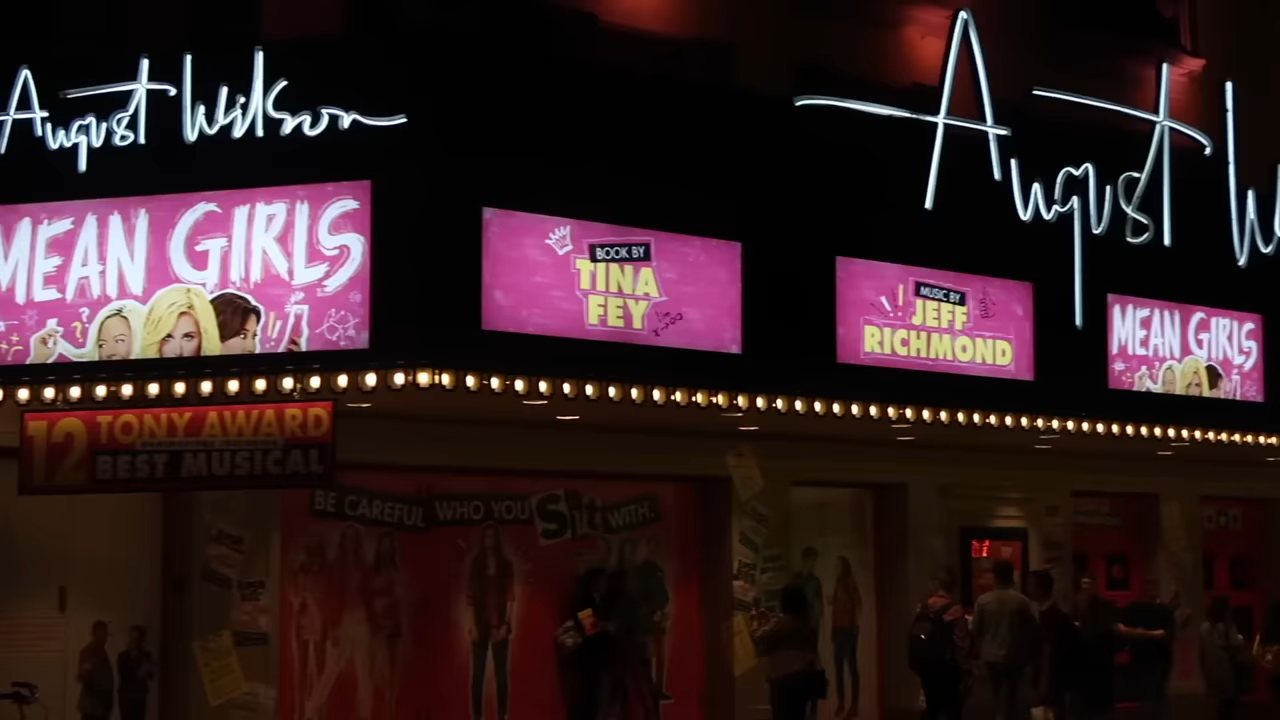 August Wilson
August
MEAN GIRLS
BOOK BY
TINA
FEY
MUSIC BY
JEFF
RICHMOND
MEAN GIRLS
12 TONY AWARD
BEST MUSICAL
BE CAREFUL WHO YOU Sit WITH.